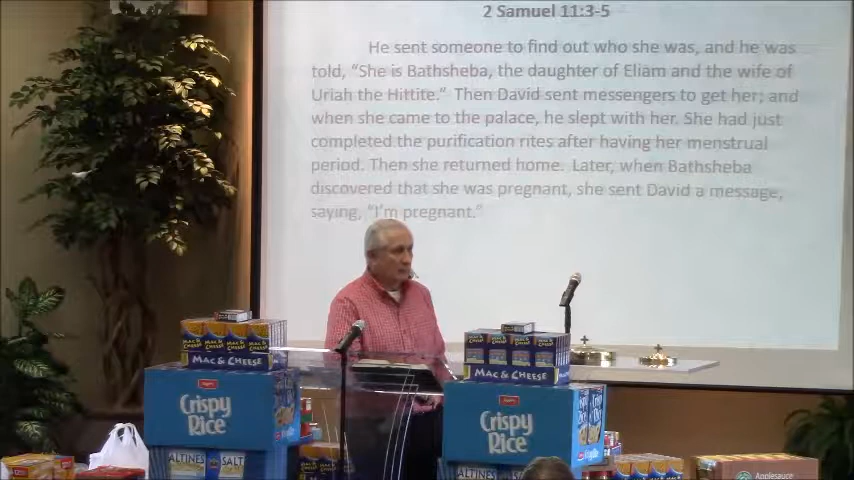 2 Samuel 11:3-5
He sent someone to find out who she was, and he was
told, “She is Bathsheba, the daughter of Eliam and the wife of
Uriah the Hittite.” Then David sent messengers to get her; and
when she came to the palace, he slept with her. She had just
completed the purification rites after having her menstrual
period. Then she returned home. Later, when Bathsheba
discovered that she was pregnant, she sent David a message,
saying, “I’m pregnant.”
MAC & CHEESE
MAC & CHEESE
Crispy
Rice
Crispy
Rice
ALTINES
SALT
ALTINES
Applesauce